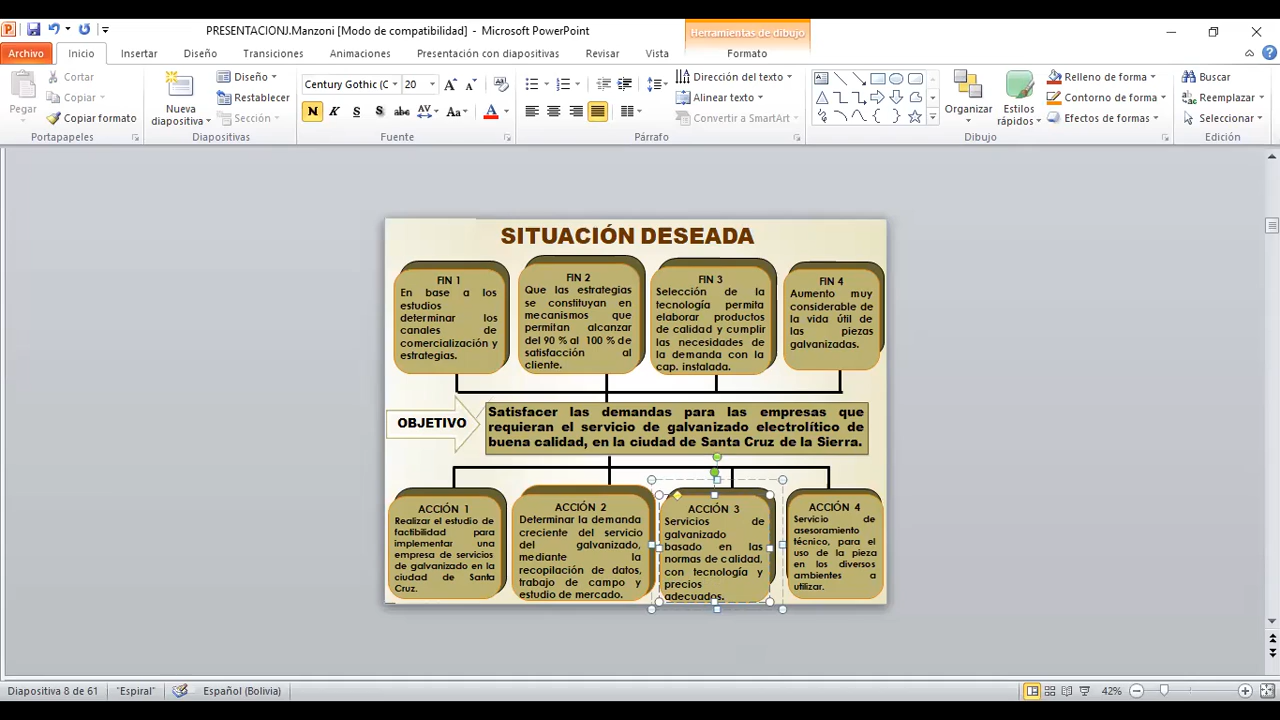 PRESENTACIONJ.Manzoni [Modo de compatibilidad] - Microsoft PowerPoint
Herramientas de dibujo
Archivo Inicio Insertar Diseño Transiciones Animaciones Presentación con diapositivas Revisar Vista Formato
Pegar
Cortar
Copiar
Copiar formato
Portapapeles
Nueva
diapositiva
Diseño
Restablecer
Sección
Diapositivas
Century Gothic (C 20
N K S S abc AV Aa A
Fuente
Párrafo
Dirección del texto
Alinear texto
Convertir a SmartArt
Organizar
Estilos
rápidos
Relleno de forma
Contorno de forma
Efectos de formas
Dibujo
Buscar
Reemplazar
Seleccionar
Edición
SITUACIÓN DESEADA
FIN 1
En base a los
estudios
determinar los
canales de
comercialización y
estrategias.
FIN 2
Que las estrategias
se constituyan en
mecanismos que
permitan alcanzar
del 90 % al 100 % de
satisfacción al
cliente.
FIN 3
Selección de la
tecnología permita
elaborar productos
de calidad y cumplir
las necesidades de
la demanda con la
cap. instalada.
FIN 4
Aumento muy
considerable de
la vida útil de
las piezas
galvanizadas.
OBJETIVO
Satisfacer las demandas para las empresas que
requieran el servicio de galvanizado electrolítico de
buena calidad, en la ciudad de Santa Cruz de la Sierra.
ACCIÓN 1
Realizar el estudio de
factibilidad para
implementar una
empresa de servicios
de galvanizado en la
ciudad de Santa
Cruz.
ACCIÓN 2
Determinar la demanda
creciente del servicio
del galvanizado,
mediante la
recopilación de datos,
trabajo de campo y
estudio de mercado.
ACCIÓN 3
Servicios de
galvanizado
basado en las
normas de calidad,
con tecnología y
precios
adecuados.
ACCIÓN 4
Servicio de
asesoramiento
técnico, para el
uso de la pieza
en los diversos
ambientes a
utilizar.
Diapositiva 8 de 61 "Espiral" Español (Bolivia) 42%